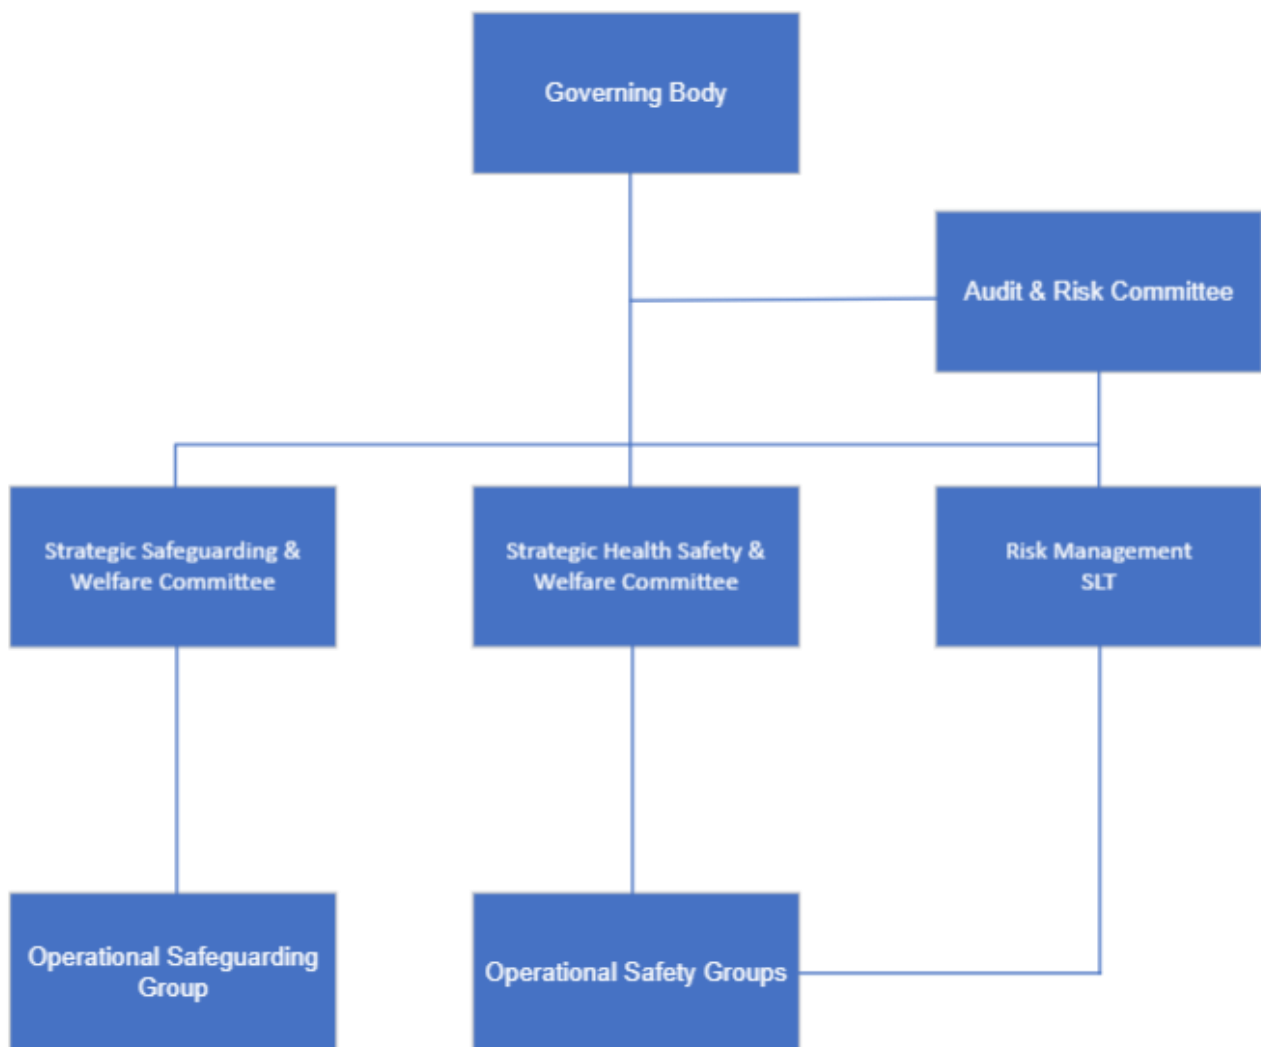 Governing Body
Audit & Risk Committee
Strategic Safeguarding &
Welfare Committee
Strategic Health Safety &
Welfare Committee
Risk Management
SLT
Operational Safeguarding
Group
Operational Safety Groups